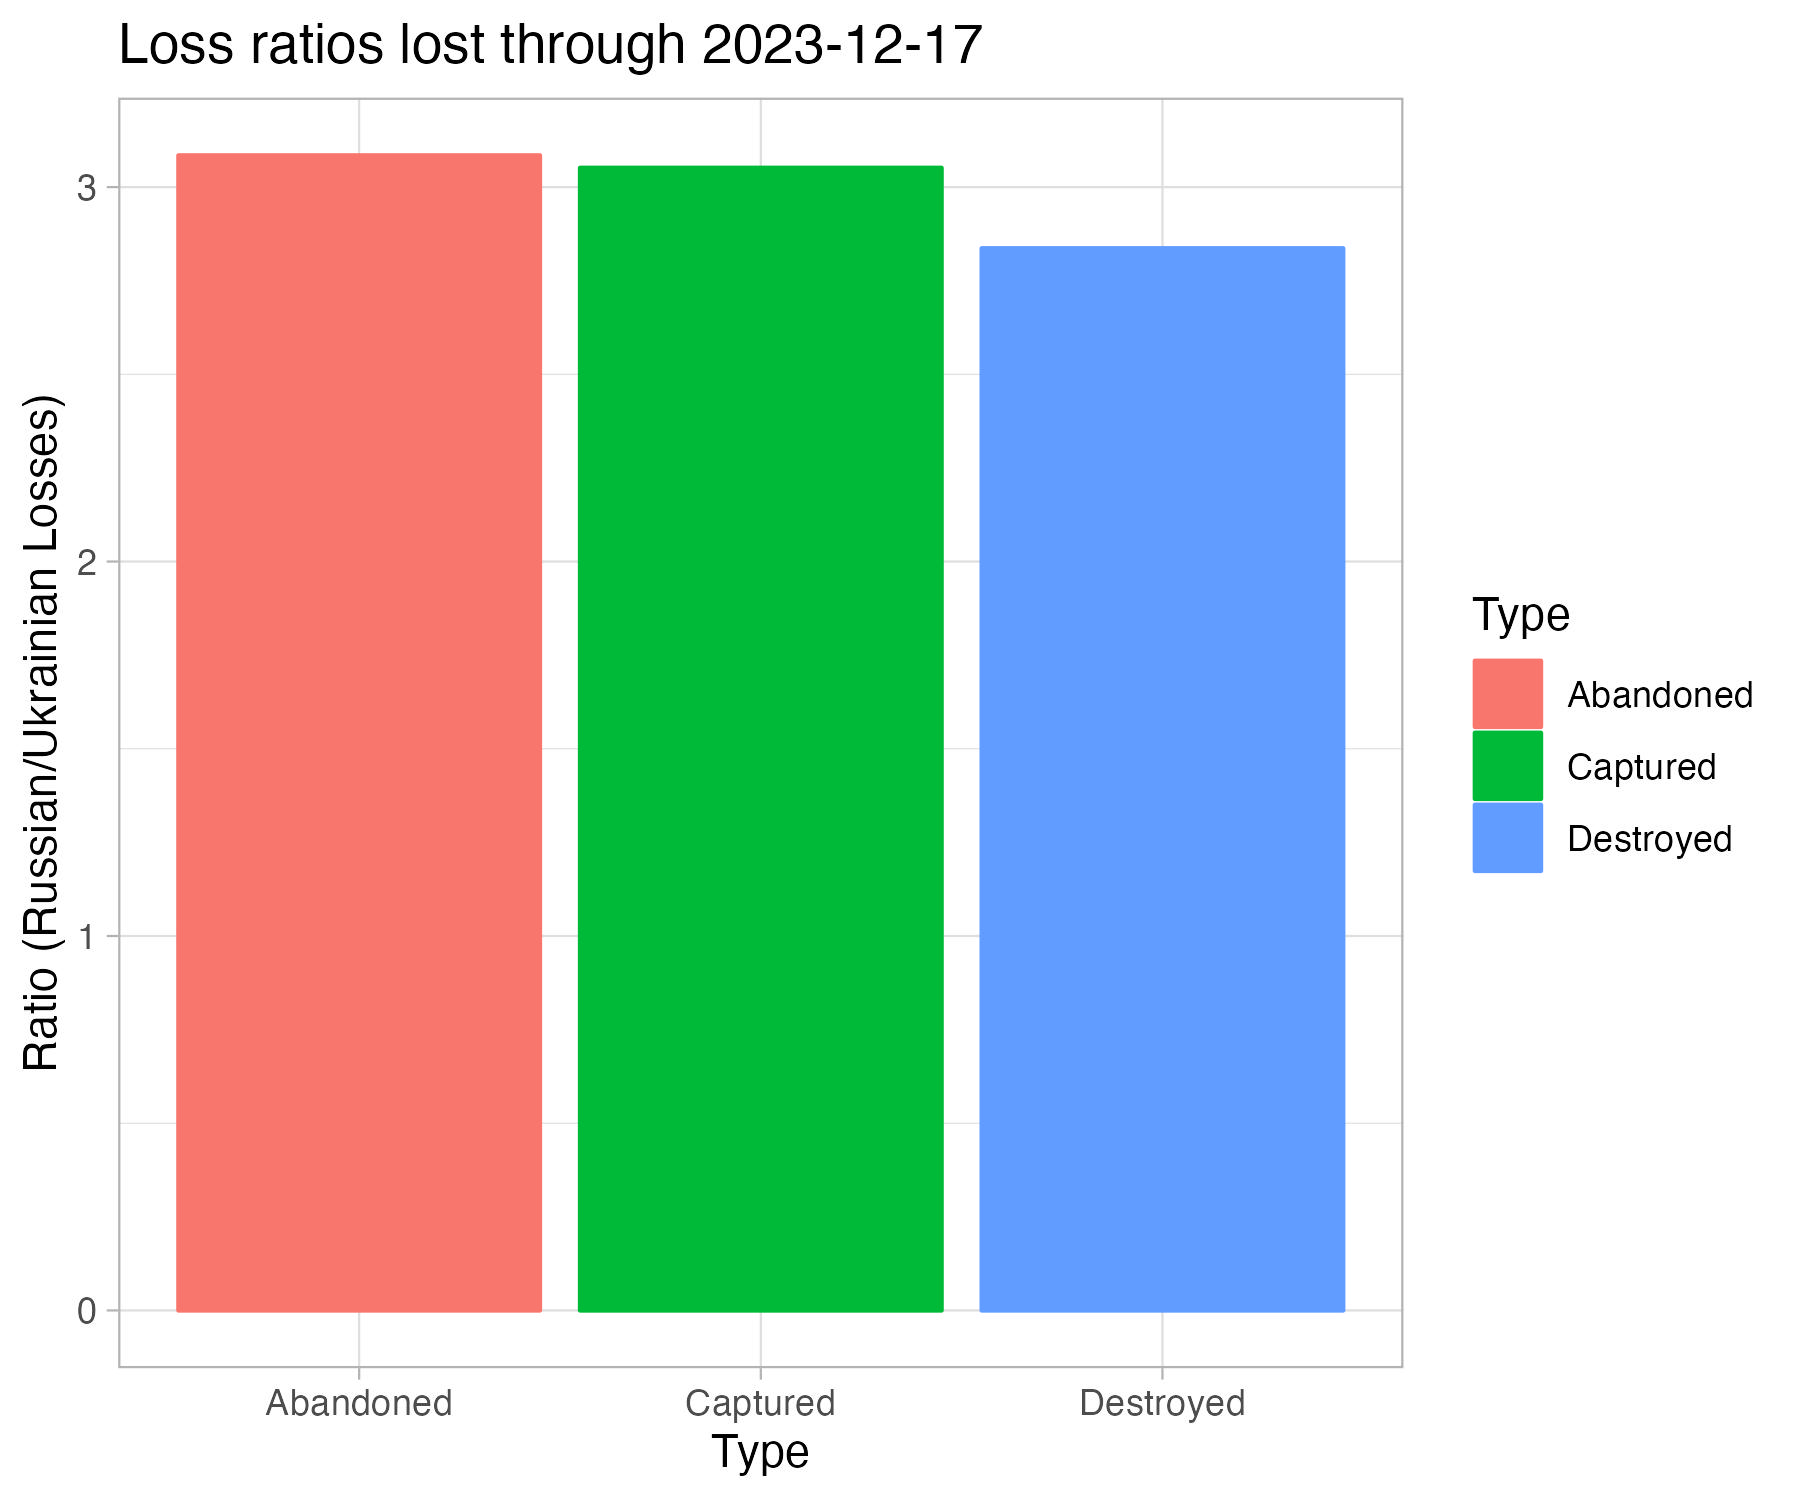 Loss ratios lost through 2023-12-17
Ratio (Russian/Ukrainian Losses)
3
2
1
0
Abandoned
Captured
Destroyed
Type
Type
Abandoned
Captured
Destroyed